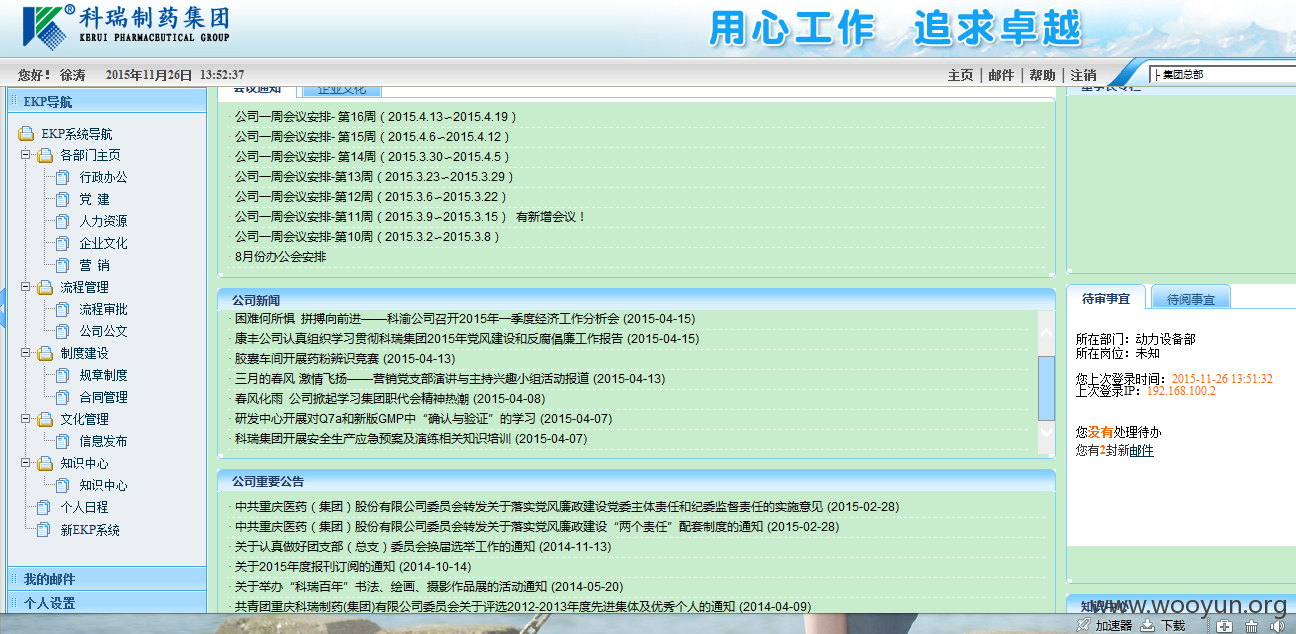 科瑞制药集团
KERUI PHARMACEUTICAL GROUP
用心工作 追求卓越
您好！ 徐涛 2015年11月26日 13:52:37
主页 | 邮件 | 帮助 | 注销
├ 集团总部
EKP导航
EKP系统导航
各部门主页
行政办公
党 建
人力资源
企业文化
营 销
流程管理
流程审批
公司公文
制度建设
规章制度
合同管理
文化管理
信息发布
知识中心
知识中心
个人日程
新EKP系统
我的邮件
个人设置
会议通知 企业文化
公司一周会议安排- 第16周（2015.4.13~2015.4.19）
公司一周会议安排- 第15周（2015.4.6~2015.4.12）
公司一周会议安排- 第14周（2015.3.30~2015.4.5）
公司一周会议安排-第13周（2015.3.23~2015.3.29）
公司一周会议安排-第12周（2015.3.6~2015.3.22）
公司一周会议安排-第11周（2015.3.9~2015.3.15） 有新增会议！
公司一周会议安排-第10周（2015.3.2~2015.3.8）
8月份办公会安排
公司新闻
困难何所惧 拼搏向前进——科渝公司召开2015年一季度经济工作分析会 (2015-04-15)
康丰公司认真组织学习贯彻科瑞集团2015年党风建设和反腐倡廉工作报告 (2015-04-15)
胶囊车间开展药粉辨识竞赛 (2015-04-13)
三月的春风 激情飞扬——营销党支部演讲与主持兴趣小组活动报道 (2015-04-13)
春风化雨 公司掀起学习集团职代会精神热潮 (2015-04-08)
研发中心开展对Q7a和新版GMP中“确认与验证”的学习 (2015-04-07)
科瑞集团开展安全生产应急预案及演练相关知识培训 (2015-04-07)
公司重要公告
中共重庆医药（集团）股份有限公司委员会转发关于落实党风廉政建设党委主体责任和纪委监督责任的实施意见 (2015-02-28)
中共重庆医药（集团）股份有限公司委员会转发关于落实党风廉政建设“两个责任”配套制度的通知 (2015-02-28)
关于认真做好团支部（总支）委员会换届选举工作的通知 (2014-11-13)
关于2015年度报刊订阅的通知 (2014-10-14)
关于举办“科瑞百年”书法、绘画、摄影作品展的活动通知 (2014-05-20)
共青团重庆科瑞制药(集团)有限公司委员会关于评选2012-2013年度先进集体及优秀个人的通知 (2014-04-09)
董事长专栏
待审事宜 待阅事宜
所在部门：动力设备部
所在岗位：未知
您上次登录时间：2015-11-26 13:51:32
上次登录IP：192.168.100.2
您没有处理待办
您有2封新邮件
知识中心
www.wooyun.org
加速器 下载